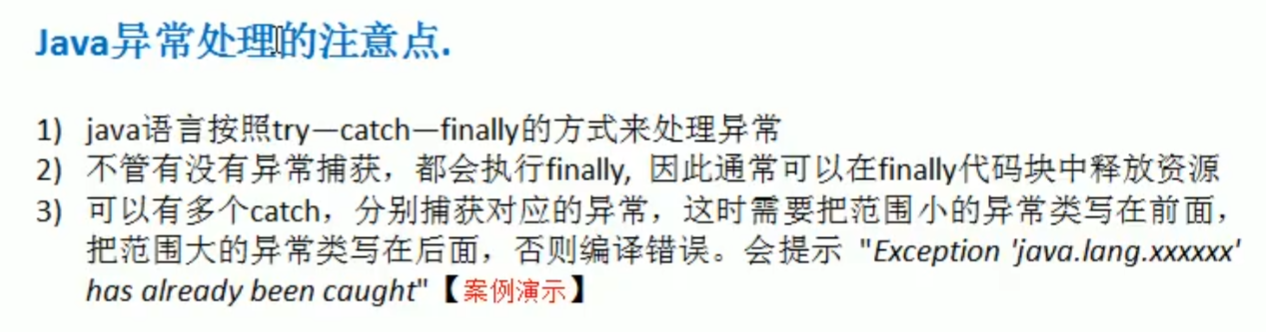 Java异常处理的注意点.
1) java语言按照try—catch—finally的方式来处理异常
2) 不管有没有异常捕获，都会执行finally, 因此通常可以在finally代码块中释放资源
3) 可以有多个catch，分别捕获对应的异常，这时需要把范围小的异常类写在前面，
把范围大的异常类写在后面，否则编译错误。会提示 "Exception 'java.lang.xxxxxx'
has already been caught"【案例演示】